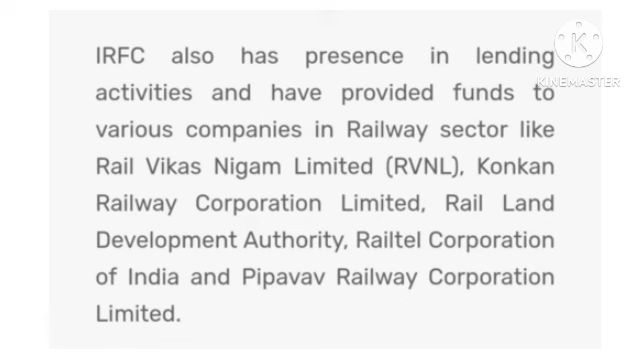 IRFC also has presence in lending
activities and have provided funds to
various companies in Railway sector like
Rail Vikas Nigam Limited (RVNL), Konkan
Railway Corporation Limited, Rail Land
Development Authority, Railtel Corporation
of India and Pipavav Railway Corporation
Limited.
K
KINEMASTER